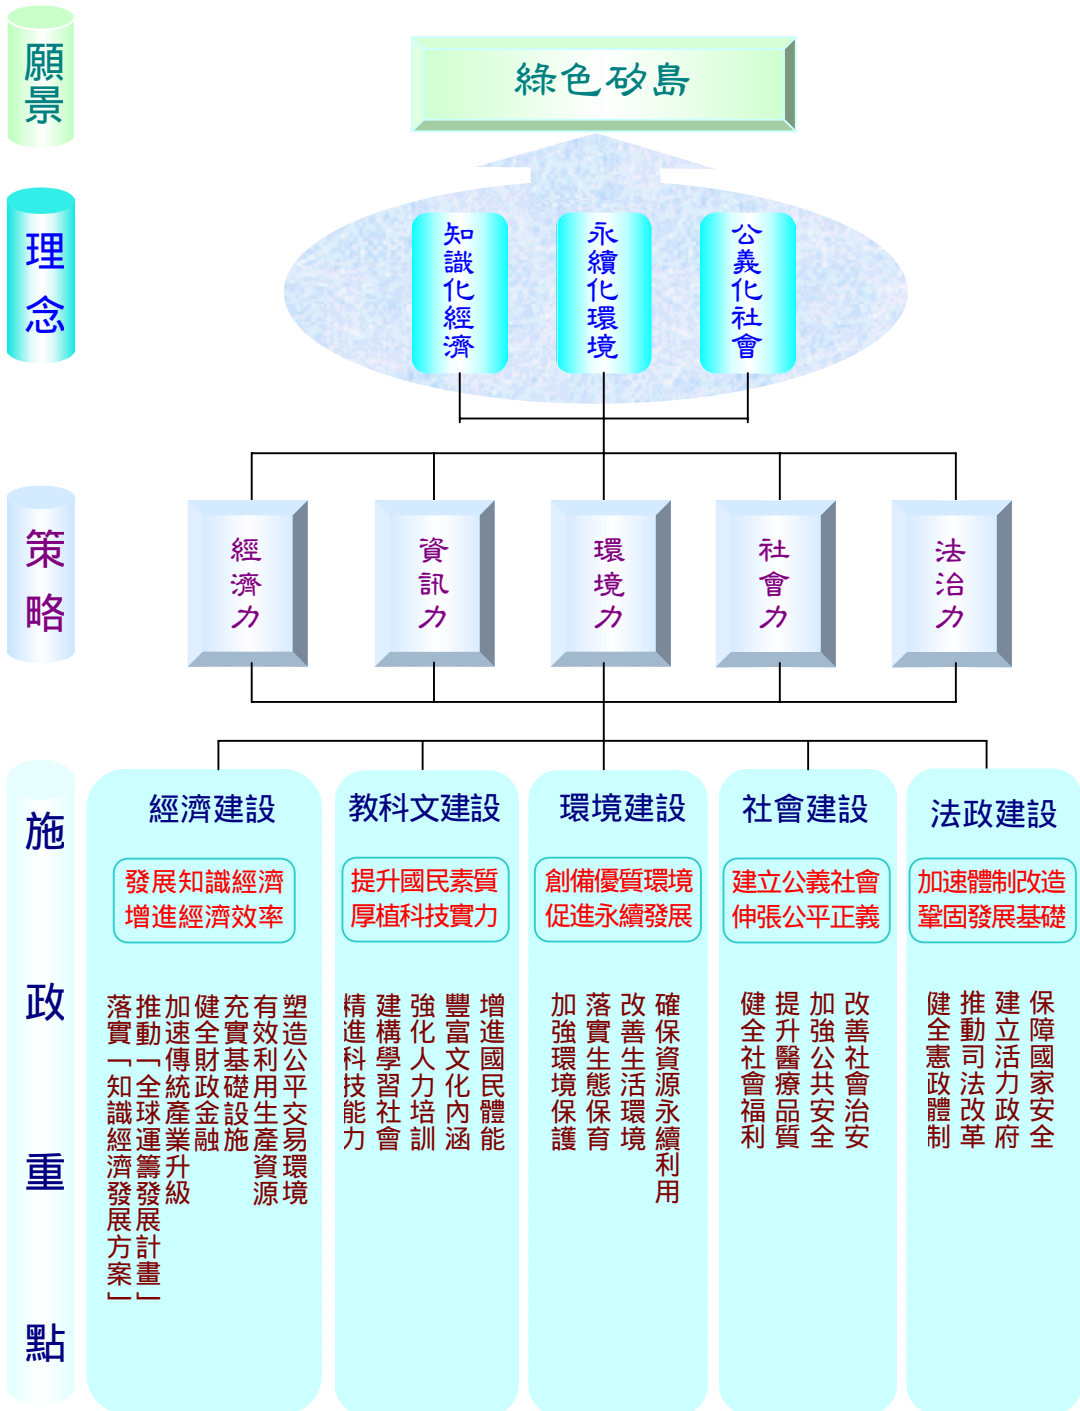 願景
綠色矽島
理念
知識化經濟
永續化環境
公義化社會
策略
經濟力
資訊力
環境力
社會力
法治力
施政重點
經濟建設
發展知識經濟
增進經濟效率
落實「知識經濟發展方案」
推動「全球運籌發展計畫」
加速傳統產業升級
健全財政金融
充實基礎設施
有效利用生產資源
塑造公平交易環境
教科文建設
提升國民素質
厚植科技實力
精進科技能力
建構學習社會
強化人力培訓
豐富文化內涵
增進國民體能
環境建設
創備優質環境
促進永續發展
加強環境保護
落實生態保育
改善生活環境
確保資源永續利用
社會建設
建立公義社會
伸張公平正義
健全社會福利
提升醫療品質
加強公共安全
改善社會治安
法政建設
加速體制改造
鞏固發展基礎
健全憲政體制
推動司法改革
建立活力政府
保障國家安全